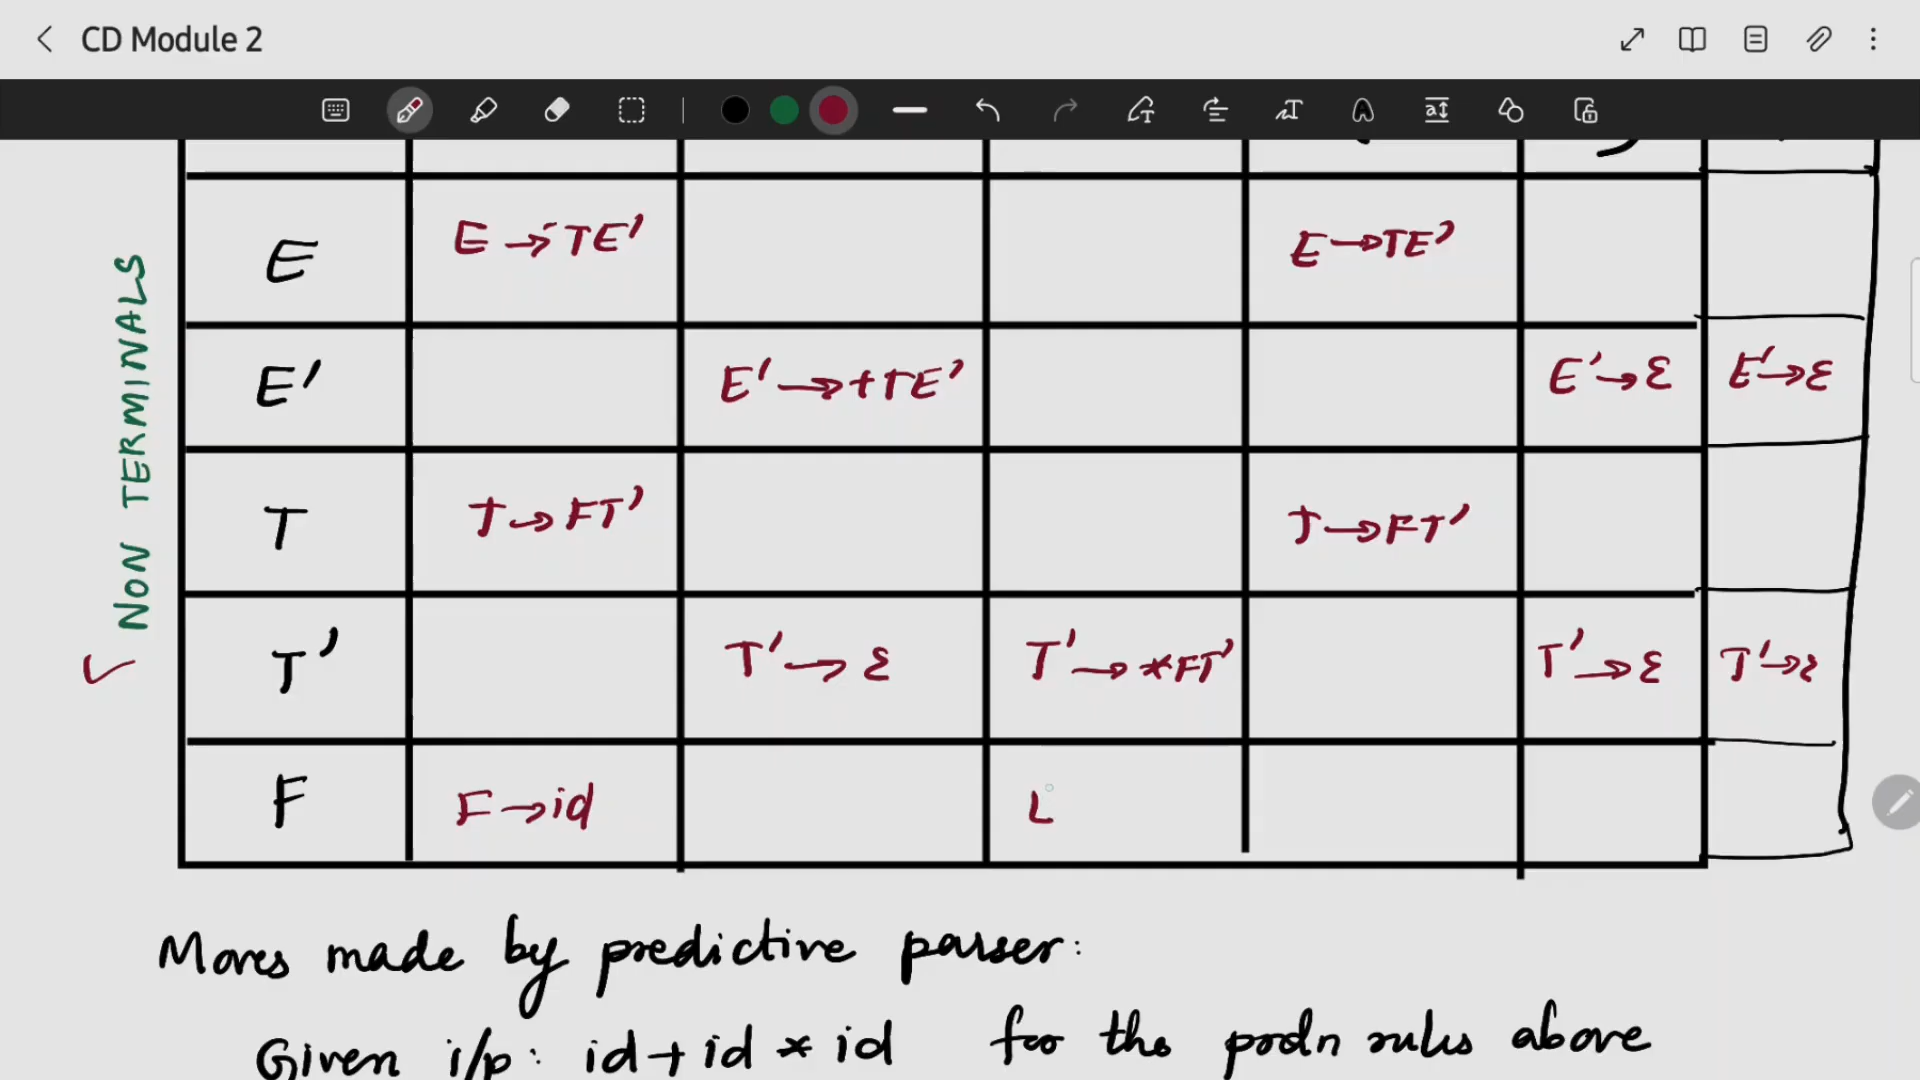 CD Module 2
NON TERMINALS
E E → TE' E → TE'
E' E' → +TE' E' → ε E' → ε
T T → FT' T → FT'
T' T' → ε T' → *FT' T' → ε T' → ε
F F → id L
Moves made by predictive parser:
Given i/p: id + id * id for the prodn rules above